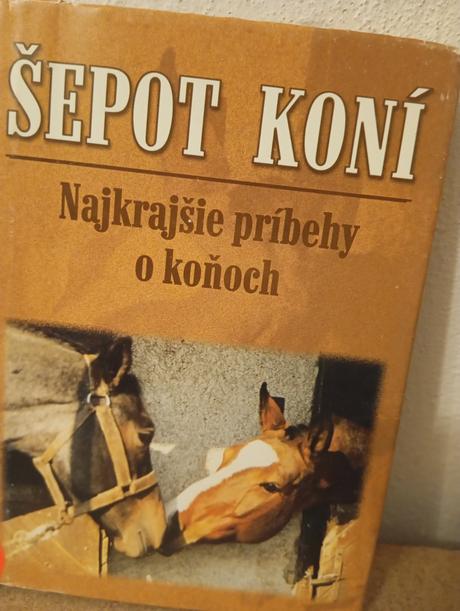 ŠEPOT KONÍ
Najkrajšie príbehy
o koňoch